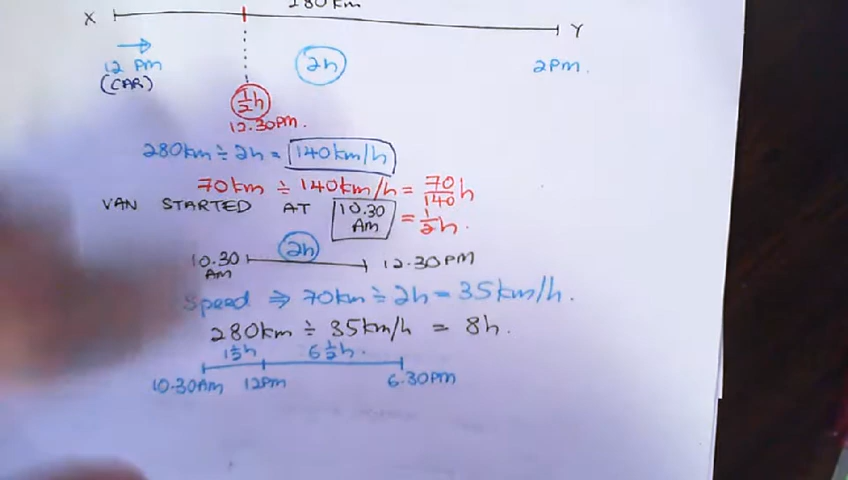 280km
X
Y
12 PM
2h
2PM.
(CAR)
1/2h
12.30PM.
280km ÷ 2h = 140km/h
70km ÷ 140km/h = 70/140 h
VAN STARTED AT 10.30 AM
= 1/2h.
2h
10.30 AM
12.30PM
Speed ⇒ 70km ÷ 2h = 35km/h.
280km ÷ 35km/h = 8h.
1 1/2h
6 1/2h.
10.30AM
12PM
6.30PM